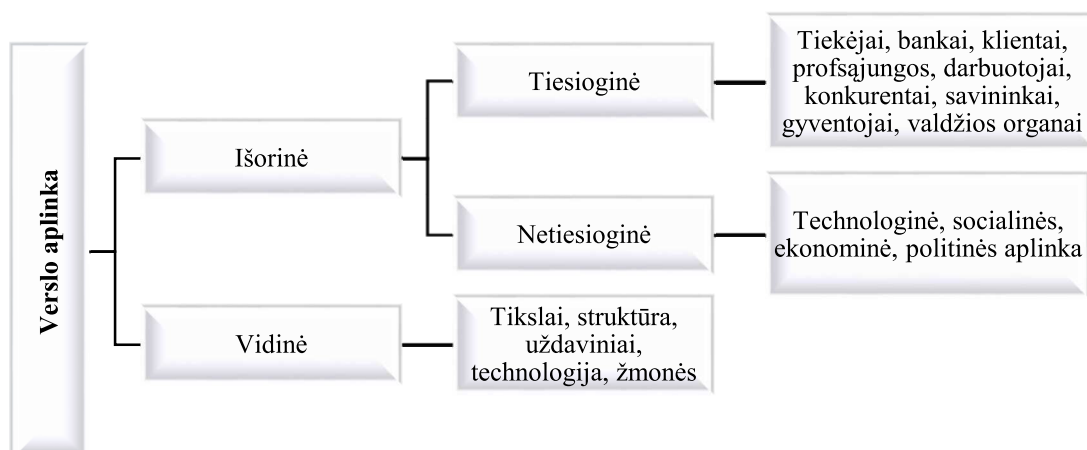 Verslo aplinka
Išorinė
Tiesioginė
Tiekėjai, bankai, klientai,
profsąjungos, darbuotojai,
konkurentai, savininkai,
gyventojai, valdžios organai
Netiesioginė
Technologinė, socialinės,
ekonominė, politinės aplinka
Vidinė
Tikslai, struktūra,
uždaviniai,
technologija, žmonės